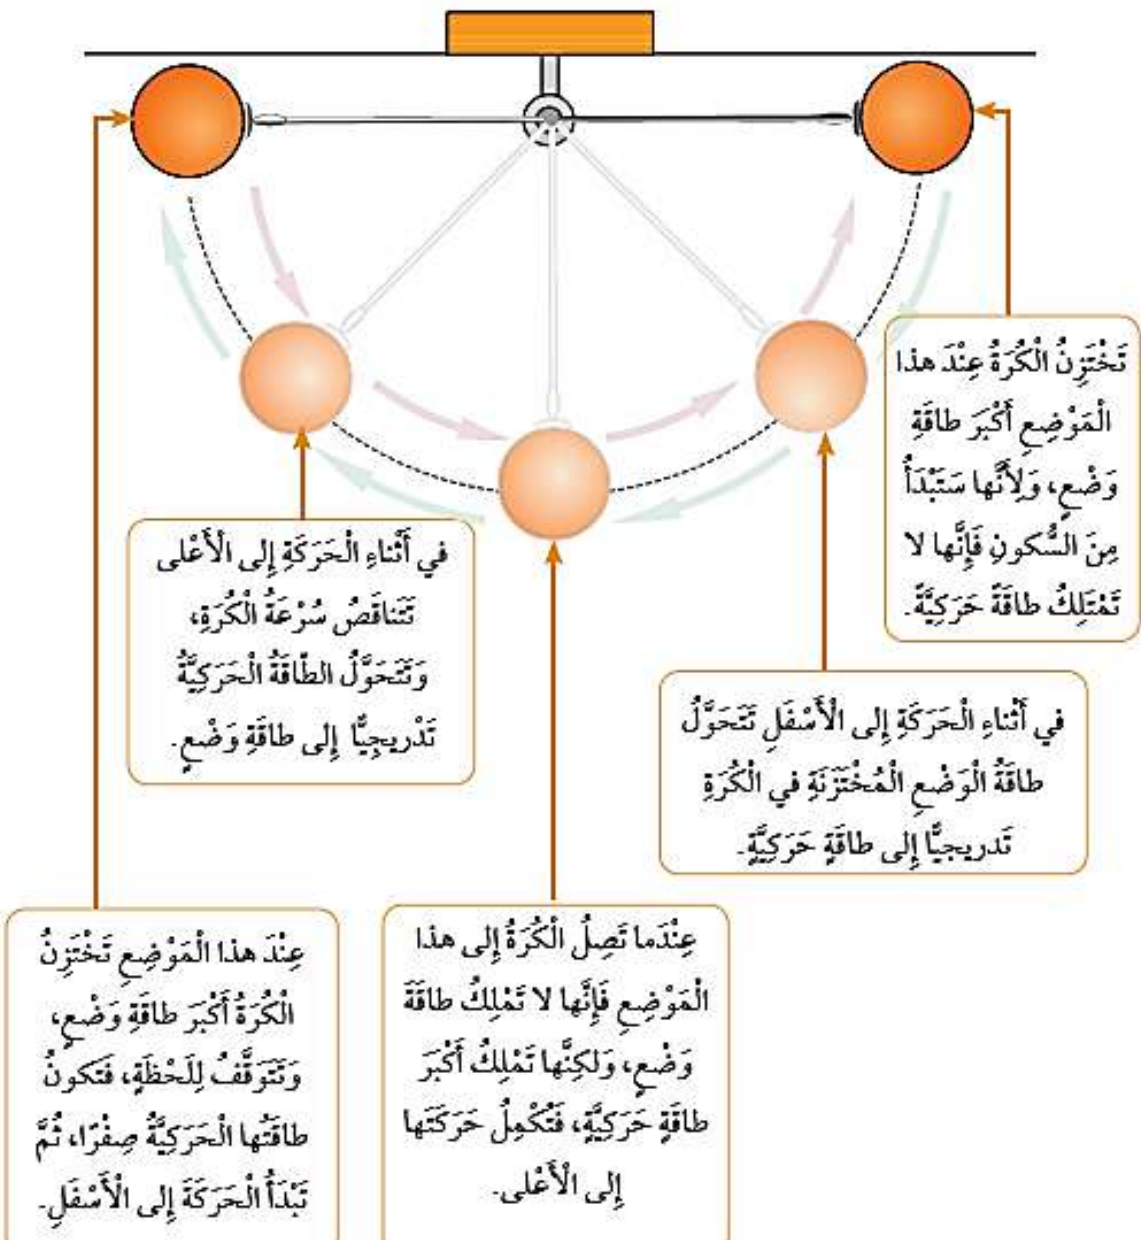 تَخْتَزِنُ الْكُرَةُ عِنْدَ هذا
الْمَوْضِعِ أَكْبَرَ طاقَةِ
وَضْعٍ، وَلِأَنَّها سَتَبْدَأُ
مِنَ السُّكونِ فَإِنَّها لا
تَمْتَلِكُ طاقَةً حَرَكِيَّةً.
في أَثْناءِ الْحَرَكَةِ إِلى الْأَسْفَلِ تَتَحَوَّلُ
طاقَةُ الْوَضْعِ الْمُخْتَزَنَةِ في الْكُرَةِ
تَدريجيًّا إِلى طاقَةٍ حَرَكِيَّةٍ.
عِنْدَما تَصِلُ الْكُرَةُ إِلى هذا
الْمَوْضِعِ فَإِنَّها لا تَمْلِكُ طاقَةَ
وَضْعٍ، وَلكِنَّها تَمْلِكُ أَكْبَرَ
طاقَةٍ حَرَكِيَّةٍ، فَتُكْمِلُ حَرَكَتَها
إِلى الْأَعْلى.
في أَثْناءِ الْحَرَكَةِ إِلى الْأَعْلى
تَتَناقَصُ سُرْعَةُ الْكُرَةِ،
وَتَتَحَوَّلُ الطّاقَةُ الْحَرَكِيَّةُ
تَدْريجِيًّا إِلى طاقَةِ وَضْعٍ.
عِنْدَ هذا الْمَوْضِعِ تَخْتَزِنُ
الْكُرَةُ أَكْبَرَ طاقَةِ وَضْعٍ،
وَتَتَوَقَّفُ لِلَحْظَةٍ، فَتَكونُ
طاقَتُها الْحَرَكِيَّةُ صِفْرًا، ثُمَّ
تَبْدَأُ الْحَرَكَةَ إِلى الْأَسْفَلِ.